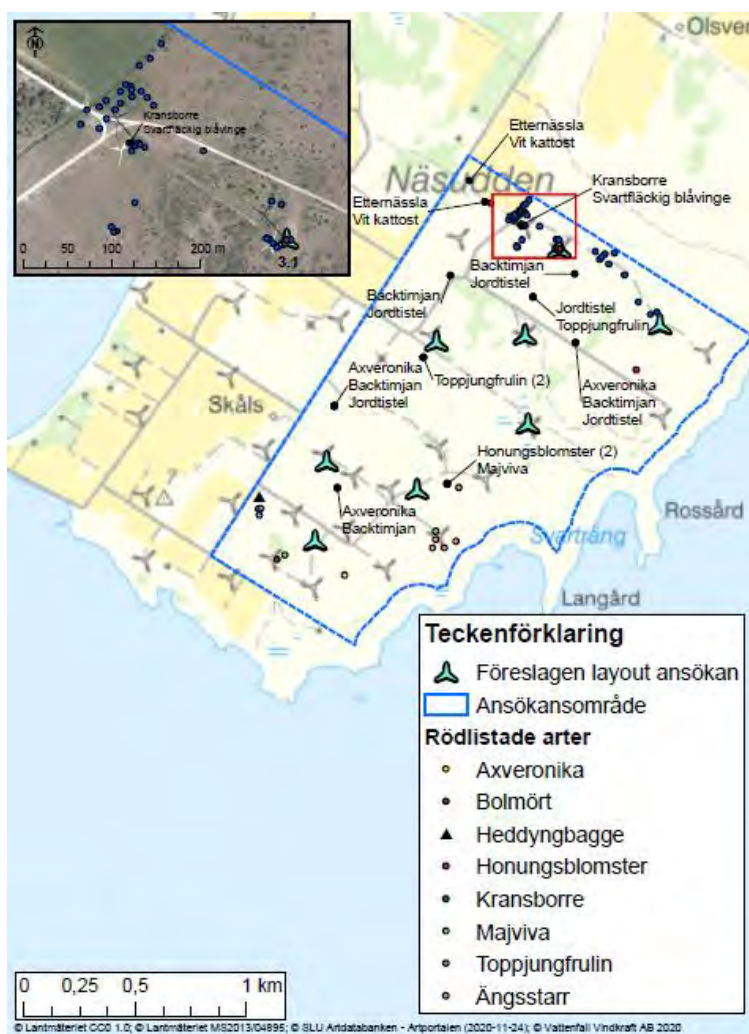 N
Kransborre
Svartfläckig blåvinge
0 50 100 200 m
3.1
Olsver
Etternässla
Vit kattost
Näsudden
Kransborre
Svartfläckig blåvinge
Etternässla
Vit kattost
Backtimjan
Jordtistel
Backtimjan
Jordtistel
Jordtistel
Toppjungfrulin
Axveronika
Backtimjan
Jordtistel
Toppjungfrulin (2)
Axveronika
Backtimjan
Jordtistel
Skåls
Honungsblomster (2)
Majviva
Axveronika
Backtimjan
Rossård
Svartrång
Langård
Teckenförklaring
Föreslagen layout ansökan
Ansökansområde
Rödlistade arter
Axveronika
Bolmört
Heddyngbagge
Honungsblomster
Kransborre
Majviva
Toppjungfrulin
Ängsstarr
0 0,25 0,5 1 km
© Lantmäteriet CC0 1.0; © Lantmäteriet MS2013/04895; © SLU Artdatabanken - Artportalen (2020-11-24); © Vattenfall Vindkraft AB 2020